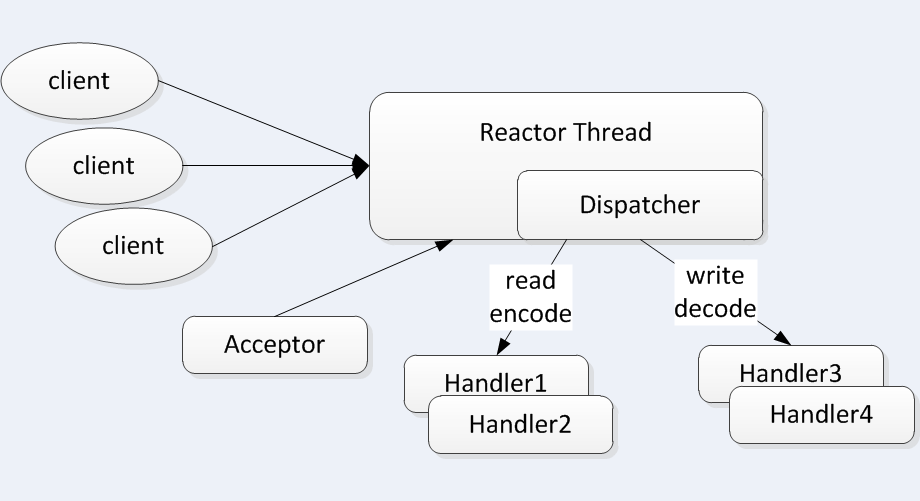 client
client
client
Reactor Thread
Dispatcher
Acceptor
read
encode
write
decode
Handler1
Handler2
Handler3
Handler4